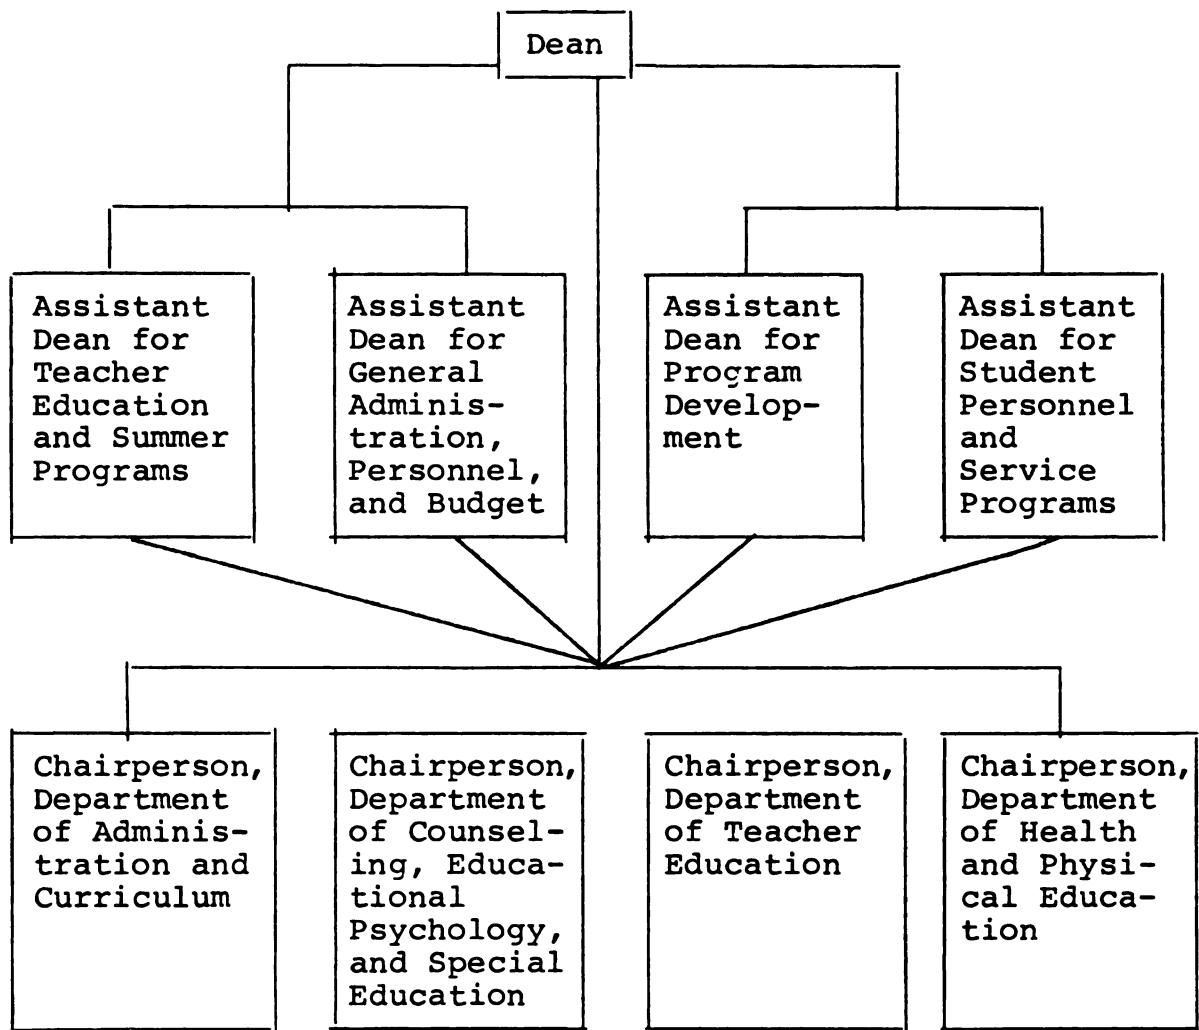 Dean
Assistant
Dean for
Teacher
Education
and Summer
Programs
Assistant
Dean for
General
Adminis-
tration,
Personnel,
and Budget
Assistant
Dean for
Program
Develop-
ment
Assistant
Dean for
Student
Personnel
and
Service
Programs
Chairperson,
Department
of Adminis-
tration and
Curriculum
Chairperson,
Department
of Counsel-
ing, Educa-
tional
Psychology,
and Special
Education
Chairperson,
Department
of Teacher
Education
Chairperson,
Department
of Health
and Physi-
cal Educa-
tion